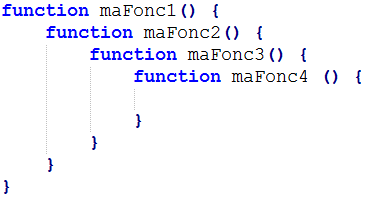 function maFonc1() {
    function maFonc2() {
        function maFonc3() {
            function maFonc4 () {
            }
        }
    }
}